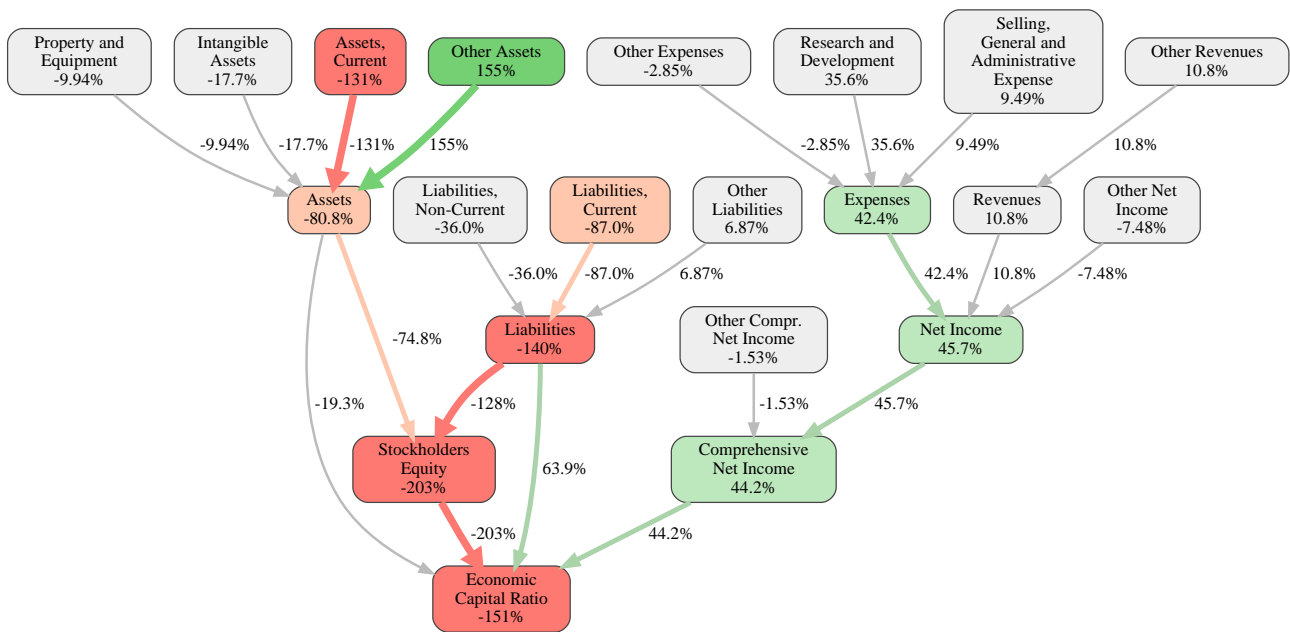 Property and
Equipment
-9.94%
Intangible
Assets
-17.7%
Assets,
Current
-131%
Other Assets
155%
Other Expenses
-2.85%
Research and
Development
35.6%
Selling,
General and
Administrative
Expense
9.49%
Other Revenues
10.8%
-9.94%
-17.7%
-131%
155%
-2.85%
35.6%
9.49%
10.8%
Assets
-80.8%
Liabilities,
Non-Current
-36.0%
Liabilities,
Current
-87.0%
Other
Liabilities
6.87%
Expenses
42.4%
Revenues
10.8%
Other Net
Income
-7.48%
-36.0%
-87.0%
6.87%
42.4%
10.8%
-7.48%
-74.8%
Liabilities
-140%
Other Compr.
Net Income
-1.53%
Net Income
45.7%
-19.3%
-128%
-1.53%
45.7%
Stockholders
Equity
-203%
63.9%
Comprehensive
Net Income
44.2%
-203%
44.2%
Economic
Capital Ratio
-151%